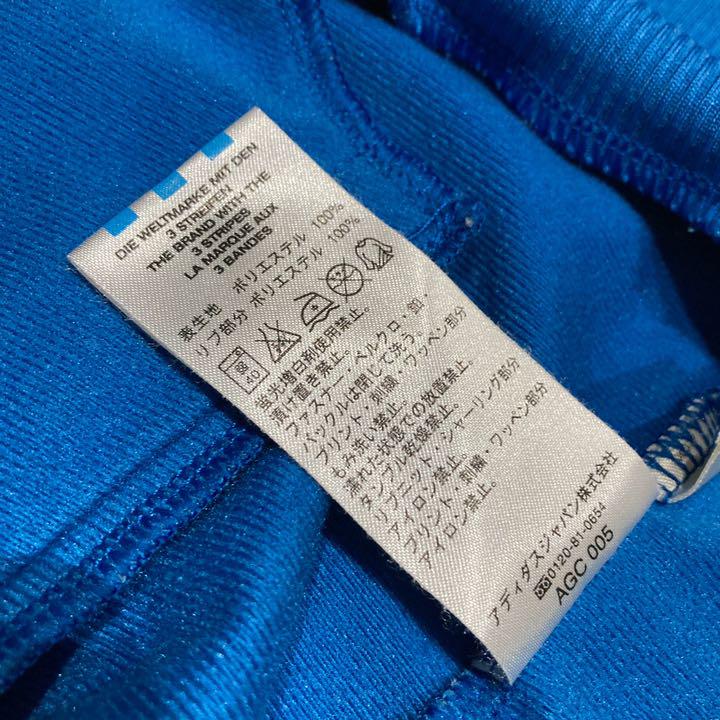 DIE WELTMARKE MIT DEN
3 STREIFEN
THE BRAND WITH THE
3 STRIPES
LA MARQUE AUX
3 BANDES
表生地 ポリエステル 100%
リブ部分 ポリエステル 100%
40
蛍光増白剤使用禁止。
漬け置き禁止。
ファスナー・ベルクロ・釦・
バックルは閉じて洗う。
プリント・刺繍・ワッペン部分
もみ洗い禁止。
濡れた状態での放置禁止。
タンブル乾燥禁止。
リブニット・シャーリング部分
アイロン禁止。
プリント・刺繍・ワッペン部分
アイロン禁止。
アディダスジャパン株式会社
0120-81-0654
AGC 005